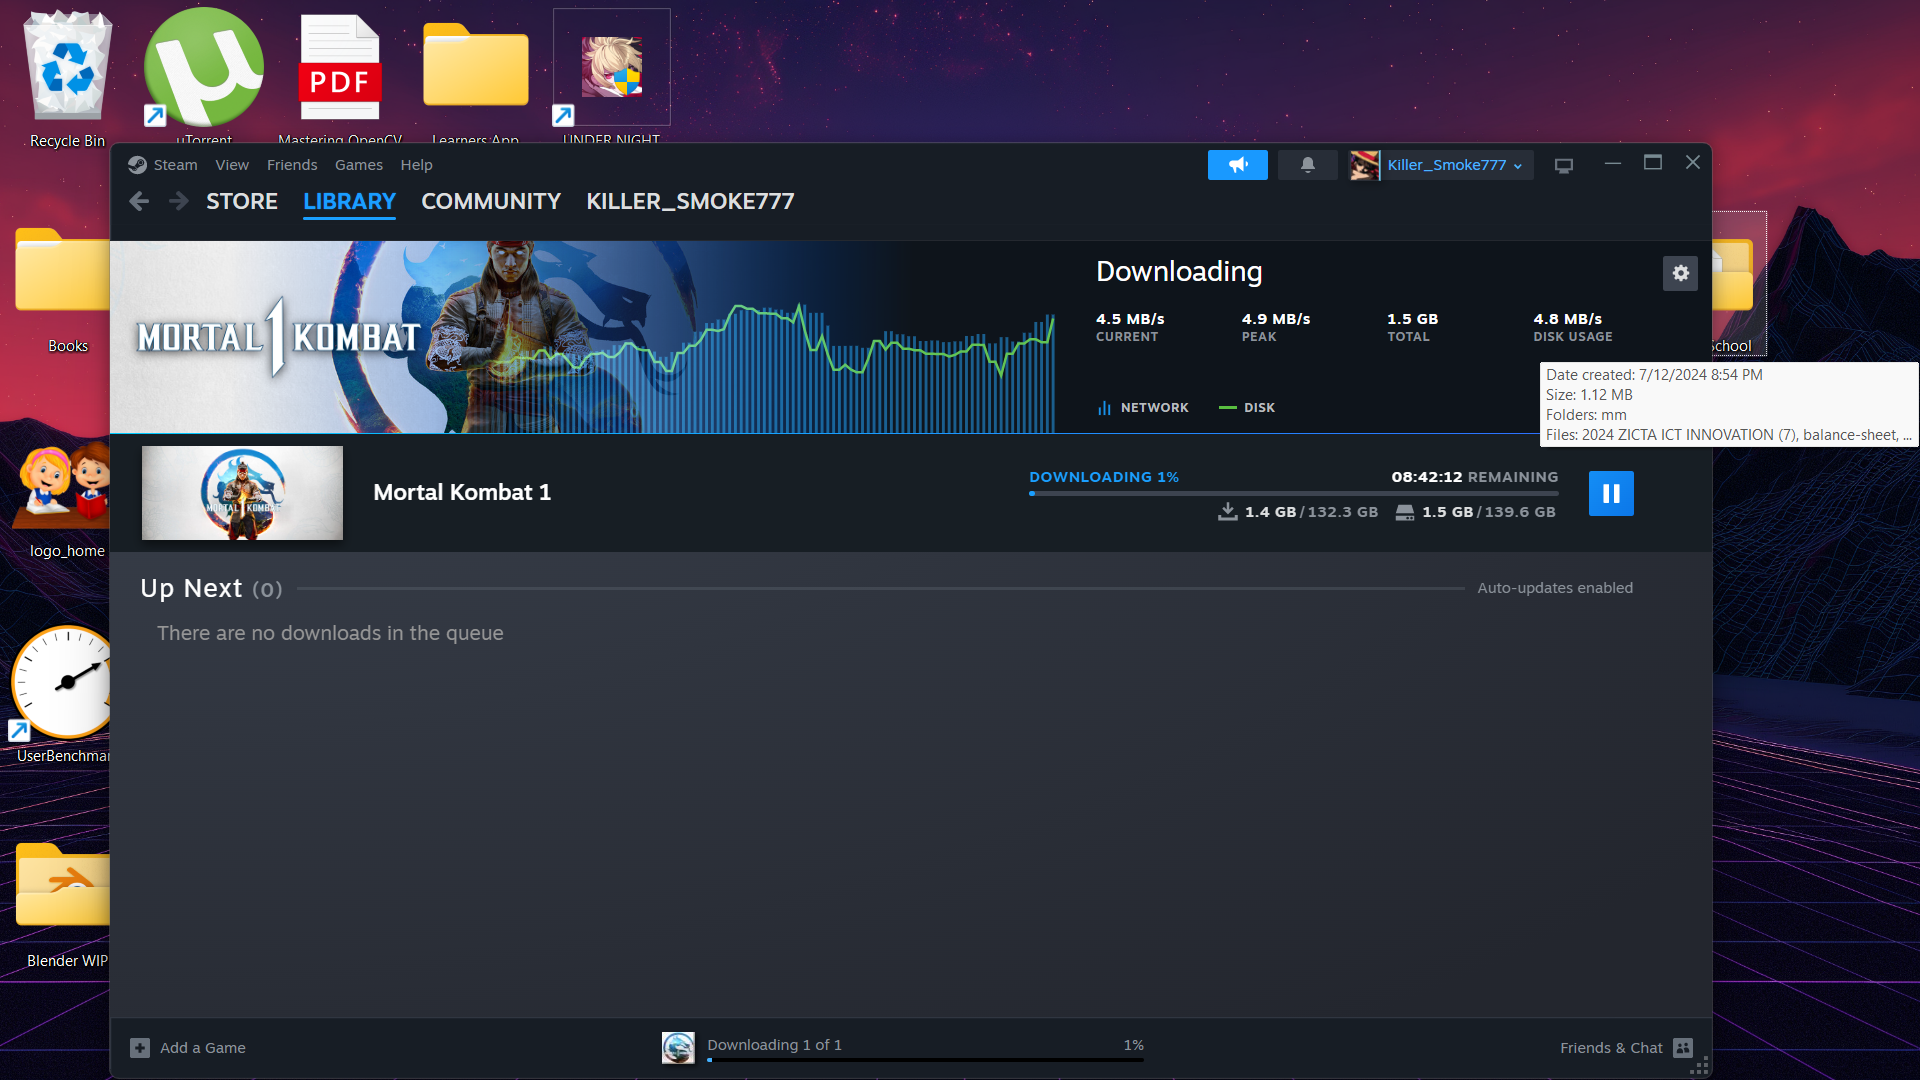 PDF
Recycle Bin
µTorrent
Mastering OpenCV
Learners App
UNDER NIGHT
Steam View Friends Games Help
Killer_Smoke777
STORE LIBRARY COMMUNITY KILLER_SMOKE777
MORTAL 1 KOMBAT
Downloading
4.5 MB/s 4.9 MB/s 1.5 GB 4.8 MB/s
CURRENT PEAK TOTAL DISK USAGE
NETWORK DISK
Books
School
Date created: 7/12/2024 8:54 PM
Size: 1.12 MB
Folders: mm
Files: 2024 ZICTA ICT INNOVATION (7), balance-sheet, ...
MORTAL KOMBAT
Mortal Kombat 1
DOWNLOADING 1% 08:42:12 REMAINING
1.4 GB/132.3 GB 1.5 GB/139.6 GB
logo_home
Up Next (0) Auto-updates enabled
There are no downloads in the queue
UserBenchmar
Blender WIP
Add a Game
Downloading 1 of 1 1%
Friends & Chat